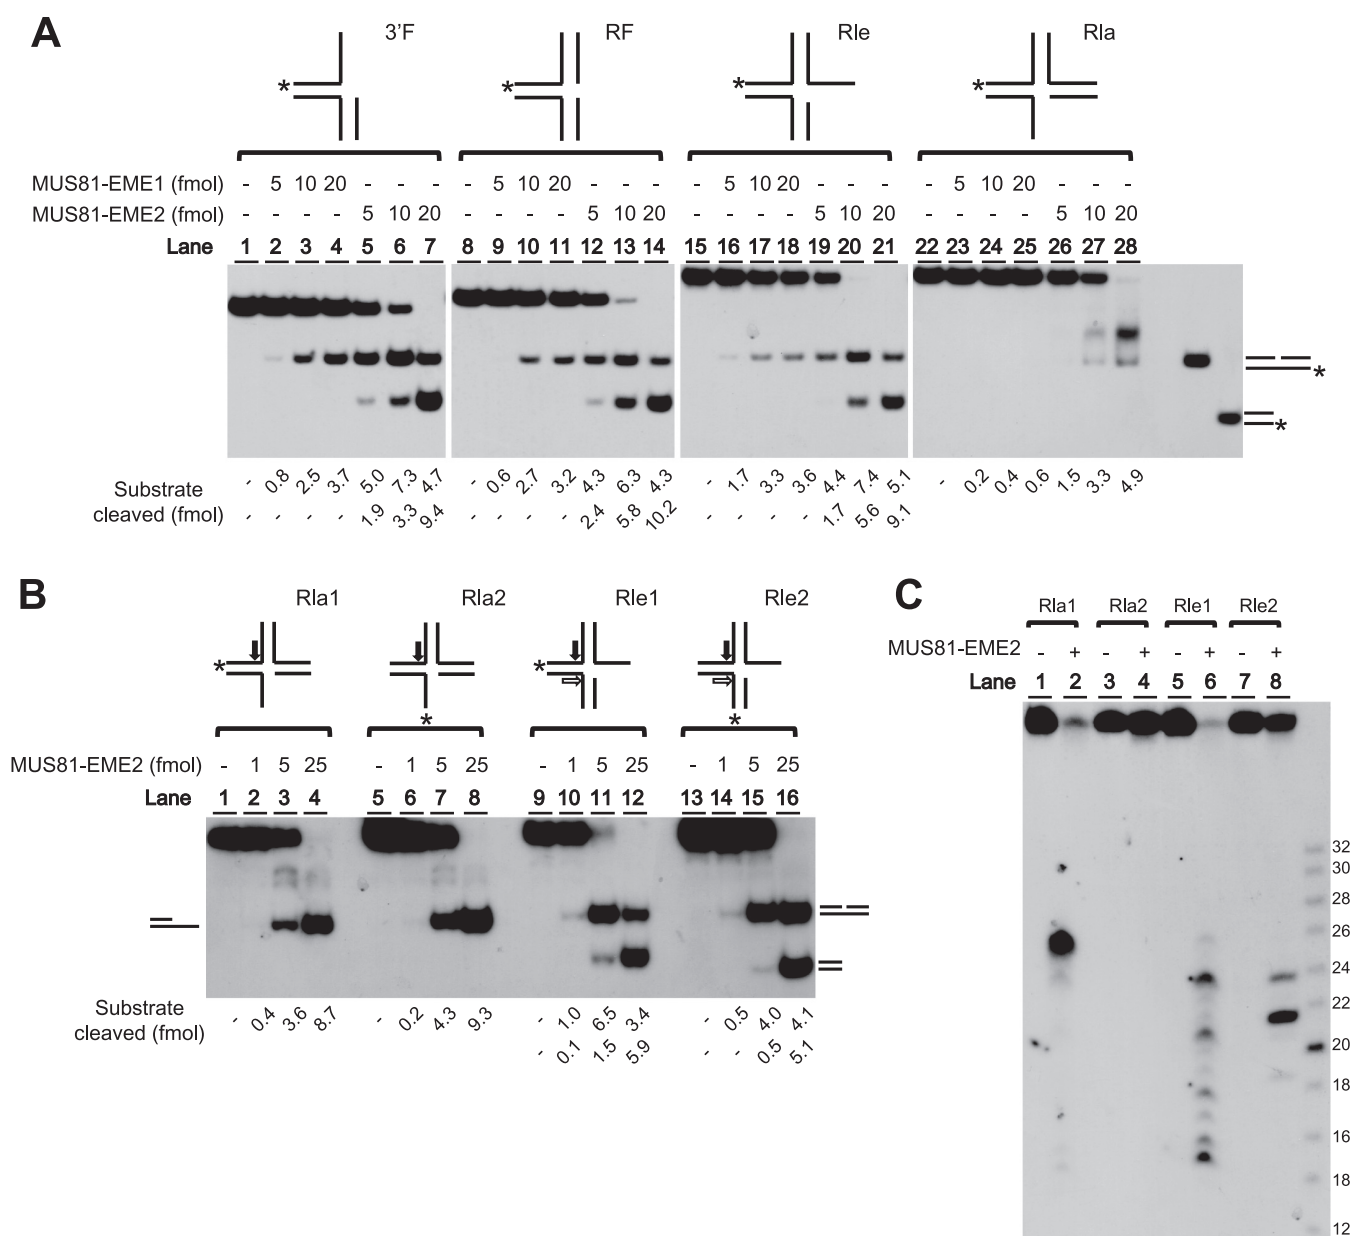 A
3'F RF Rle Rla
* * * *
MUS81-EME1 (fmol) - 5 10 20 - - - - 5 10 20 - - - - 5 10 20 - - - - 5 10 20 - - -
MUS81-EME2 (fmol) - - - - 5 10 20 - - - - 5 10 20 - - - - 5 10 20 - - - - 5 10 20
Lane 1 2 3 4 5 6 7 8 9 10 11 12 13 14 15 16 17 18 19 20 21 22 23 24 25 26 27 28
*
*
Substrate
cleaved (fmol)
- 0.8 2.5 3.7 5.0 7.3 4.7 - 0.6 2.7 3.2 4.3 6.3 4.3 - 1.7 3.3 3.6 4.4 7.4 5.1 - 0.2 0.4 0.6 1.5 3.3 4.9
- - - - 1.9 3.3 9.4 - - - - 2.4 5.8 10.2 - - - - 1.7 5.6 9.1
B
Rla1 Rla2 Rle1 Rle2
* * * *
MUS81-EME2 (fmol) - 1 5 25 - 1 5 25 - 1 5 25 - 1 5 25
Lane 1 2 3 4 5 6 7 8 9 10 11 12 13 14 15 16
Substrate
cleaved (fmol)
- 0.4 3.6 8.7 - 0.2 4.3 9.3 - 1.0 6.5 3.4 - 0.5 4.0 4.1
- 0.1 1.5 5.9 - - 0.5 5.1
C
Rla1 Rla2 Rle1 Rle2
MUS81-EME2 - + - + - + - +
Lane 1 2 3 4 5 6 7 8
32
30
28
26
24
22
20
18
16
18
12